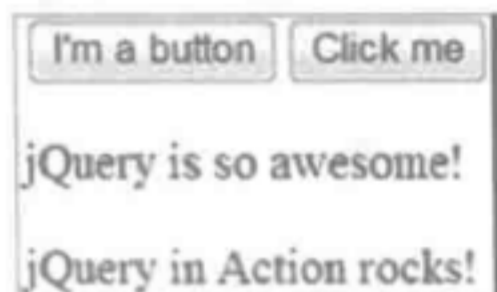 I'm a button Click me
jQuery is so awesome!
jQuery in Action rocks!